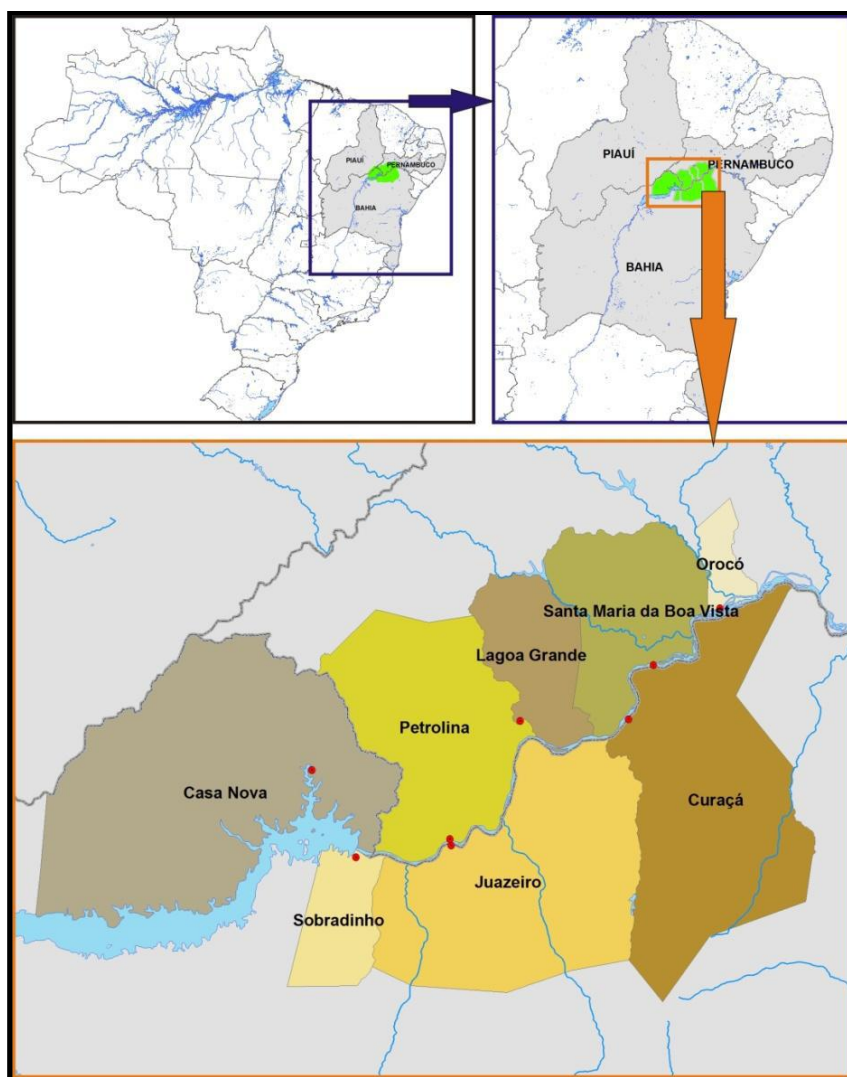 PIAUÍ
PERNAMBUCO
BAHIA
PIAUÍ
PERNAMBUCO
BAHIA
Orocó
Santa Maria da Boa Vista
Lagoa Grande
Petrolina
Casa Nova
Curaçá
Juazeiro
Sobradinho